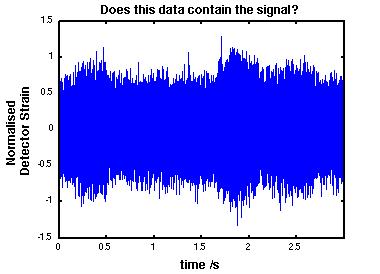 Does this data contain the signal?
1.5
1
0.5
0
-0.5
-1
-1.5
Normalised
Detector Strain
0 0.5 1 1.5 2 2.5
time /s